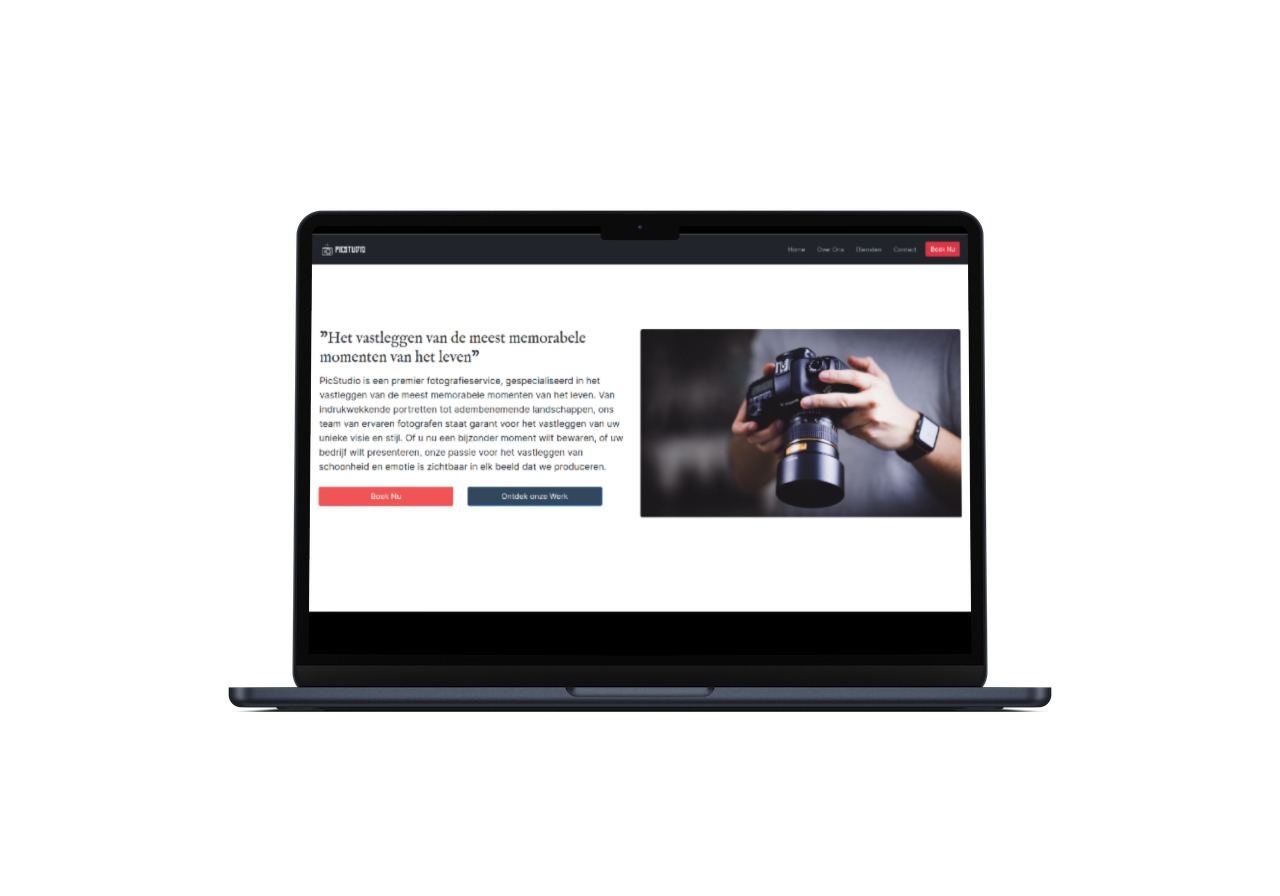 PICSTUDIO
Home Over Ons Diensten Contact Boek Nu
”Het vastleggen van de meest memorabele
momenten van het leven”
PicStudio is een premier fotografieservice, gespecialiseerd in het
vastleggen van de meest memorabele momenten van het leven. Van
indrukwekkende portretten tot adembenemende landschappen, ons
team van ervaren fotografen staat garant voor het vastleggen van uw
unieke visie en stijl. Of u nu een bijzonder moment wilt bewaren, of uw
bedrijf wilt presenteren, onze passie voor het vastleggen van
schoonheid en emotie is zichtbaar in elk beeld dat we produceren.
Boek Nu
Ontdek onze Werk